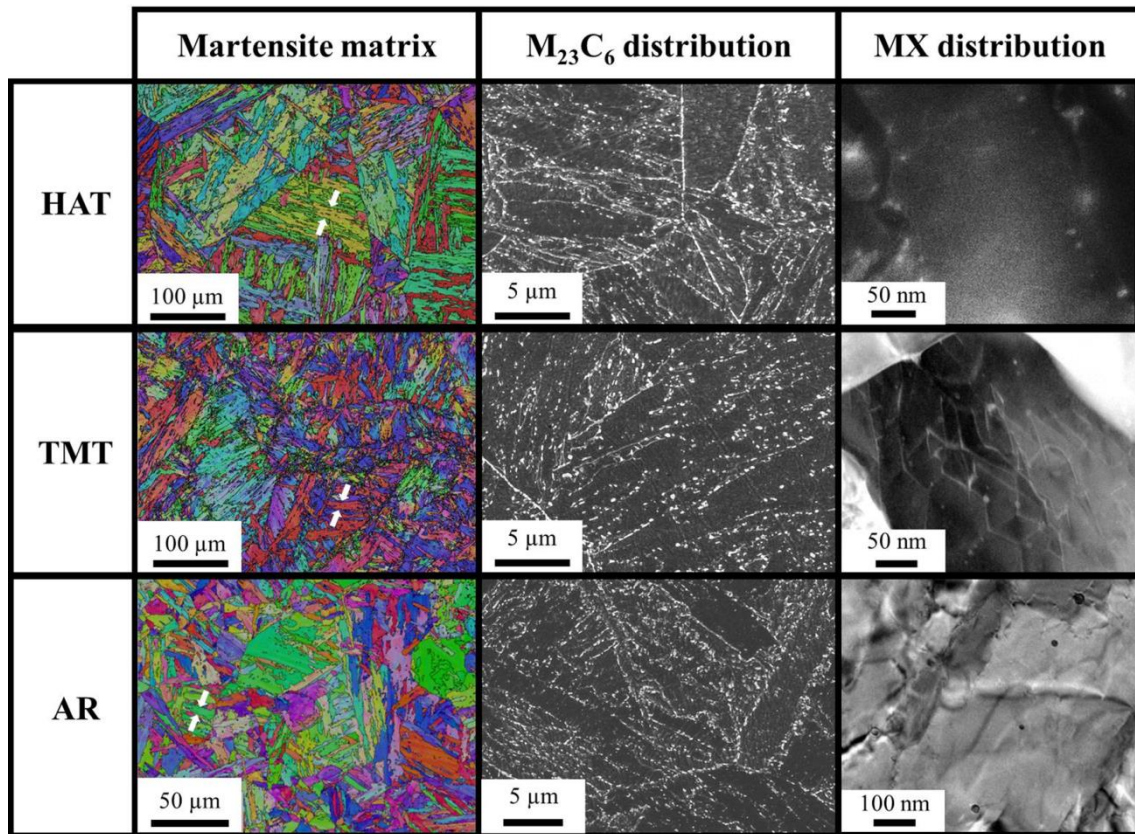 Martensite matrix
M₂₃C₆ distribution
MX distribution
HAT
100 µm
5 µm
50 nm
TMT
100 µm
5 µm
50 nm
AR
50 µm
5 µm
100 nm